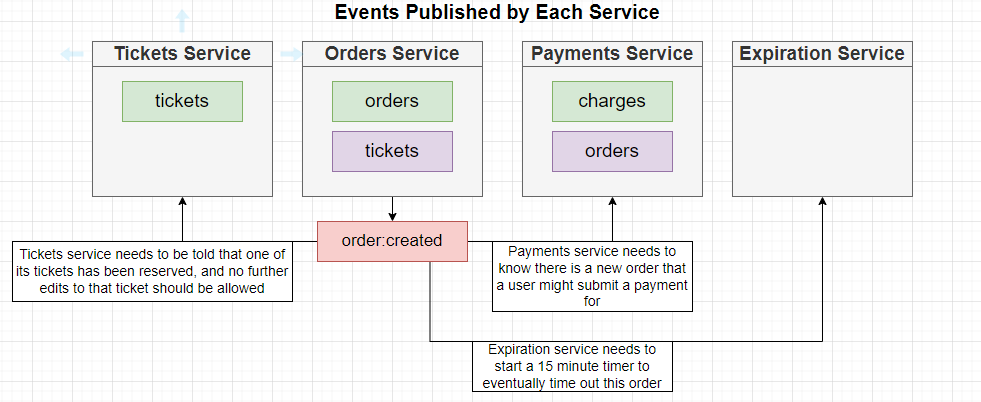 Events Published by Each Service
Tickets Service
Orders Service
Payments Service
Expiration Service
tickets
orders
charges
tickets
orders
order:created
Tickets service needs to be told that one of
its tickets has been reserved, and no further
edits to that ticket should be allowed
Payments service needs to
know there is a new order that
a user might submit a payment
for
Expiration service needs to
start a 15 minute timer to
eventually time out this order